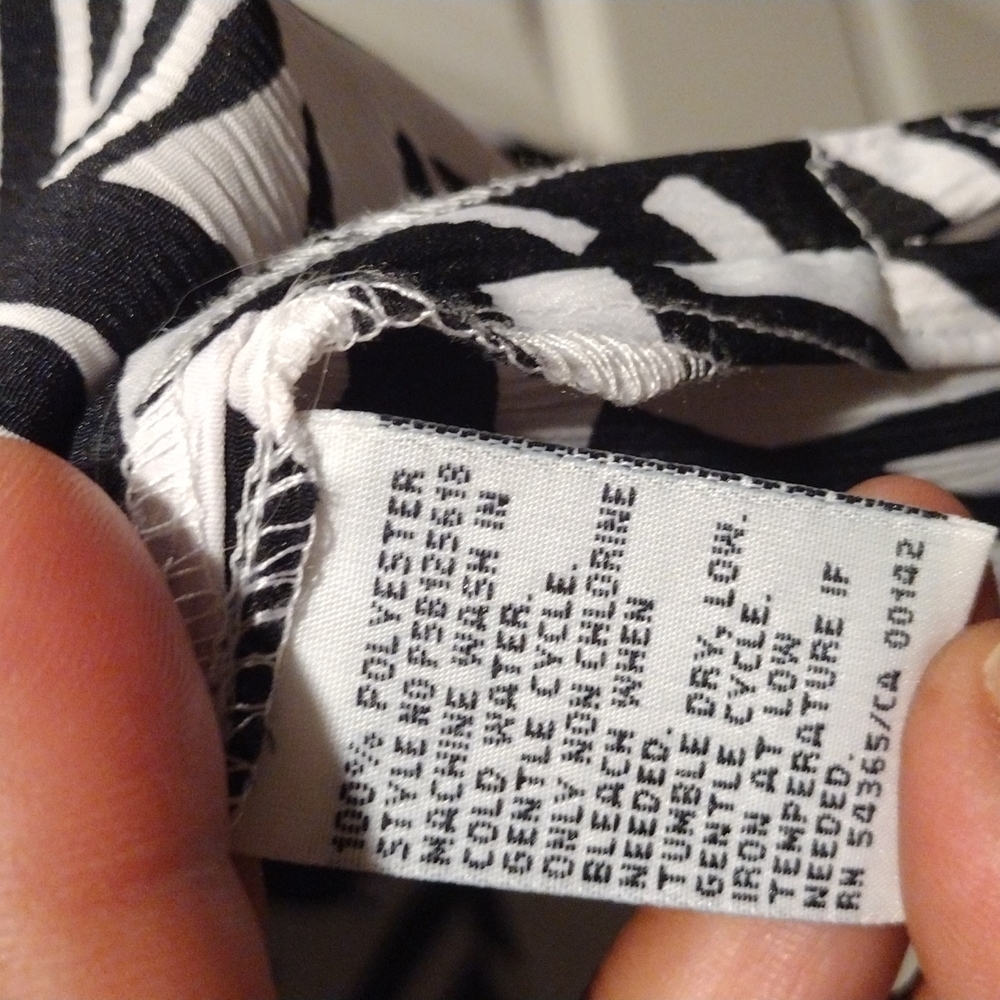 100% POLYESTER
STYLE NO P5B125518
MACHINE WASH IN
COLD WATER.
GENTLE CYCLE.
ONLY NON CHLORINE
BLEACH WHEN
NEEDED.
TUMBLE DRY, LOW.
GENTLE CYCLE.
IRON AT LOW
TEMPERATURE IF
NEEDED.
RN 54365/CA 00142